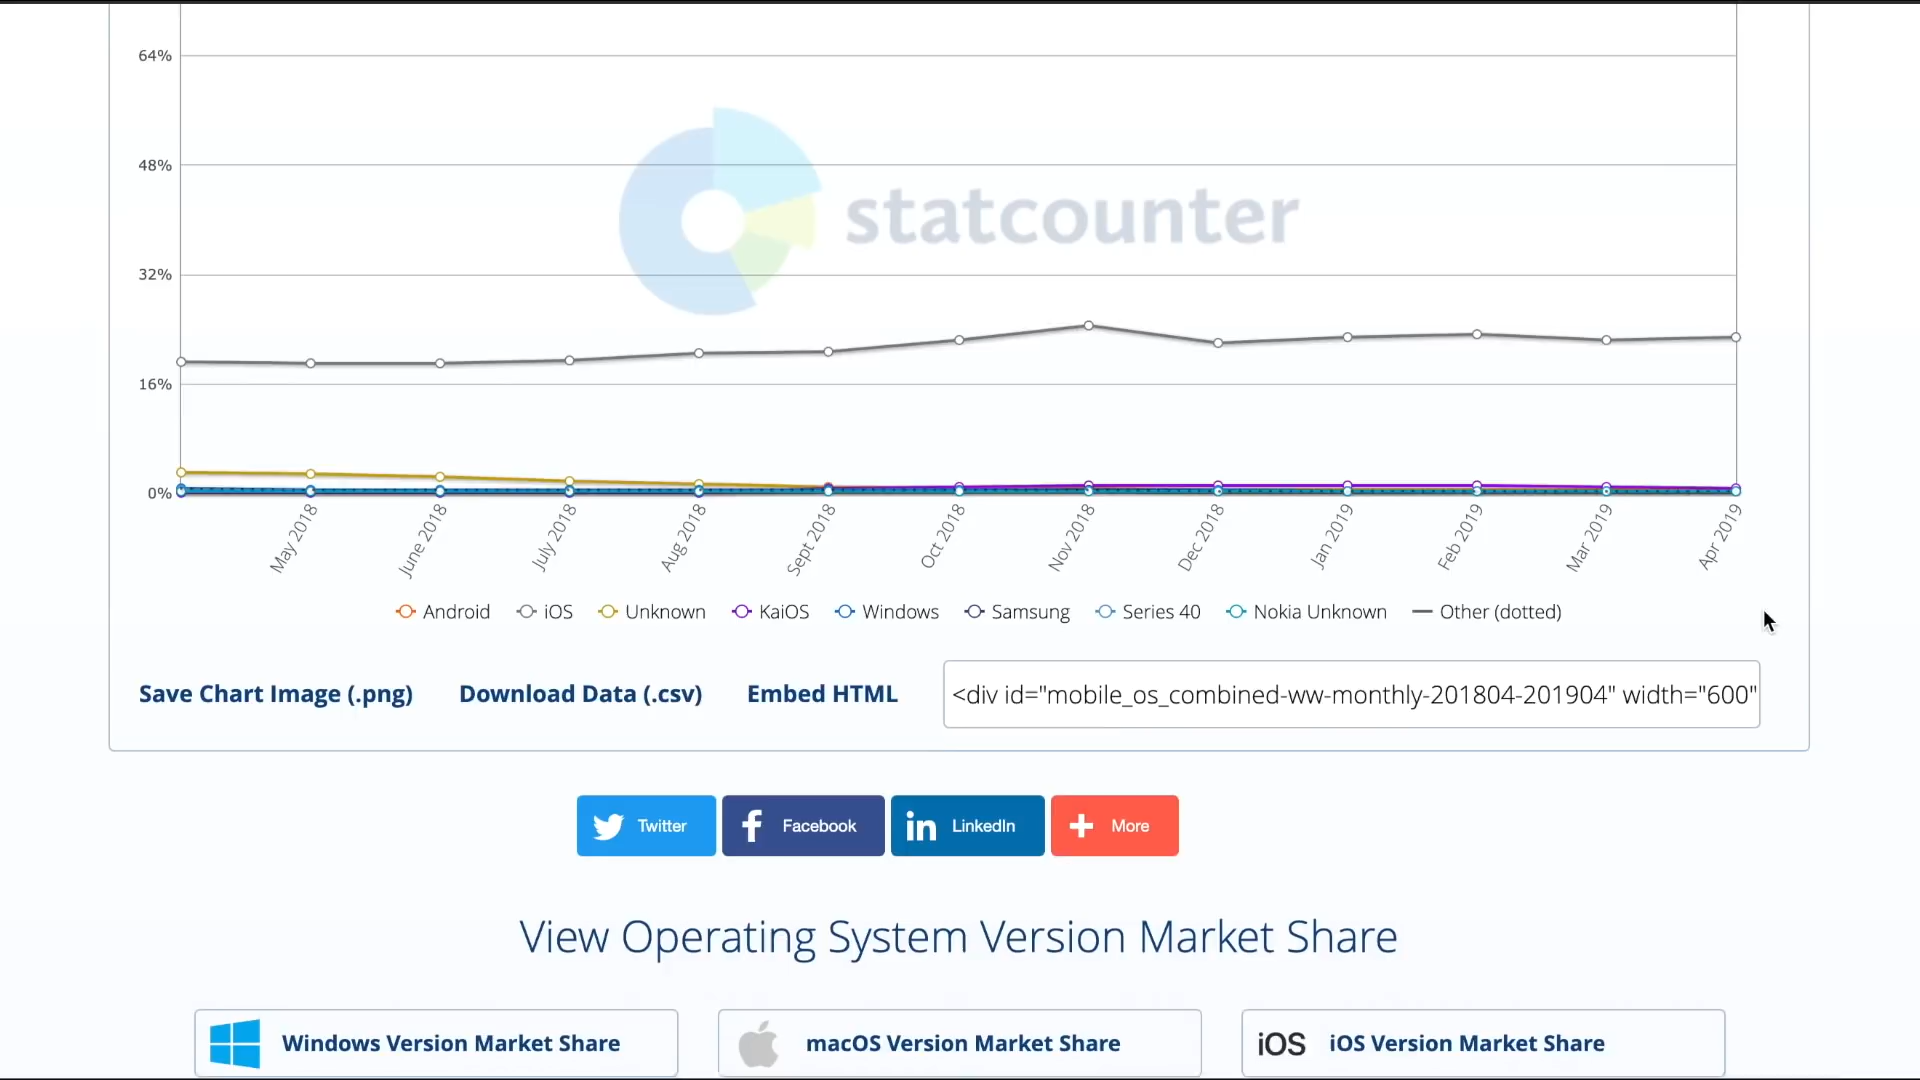 64%
48%
statcounter
32%
16%
0%
May 2018
June 2018
July 2018
Aug 2018
Sept 2018
Oct 2018
Nov 2018
Dec 2018
Jan 2019
Feb 2019
Mar 2019
Apr 2019
Android iOS Unknown KaiOS Windows Samsung Series 40 Nokia Unknown Other (dotted)
Save Chart Image (.png) Download Data (.csv) Embed HTML <div id="mobile_os_combined-ww-monthly-201804-201904" width="600"
Twitter Facebook LinkedIn More
View Operating System Version Market Share
Windows Version Market Share macOS Version Market Share iOS iOS Version Market Share